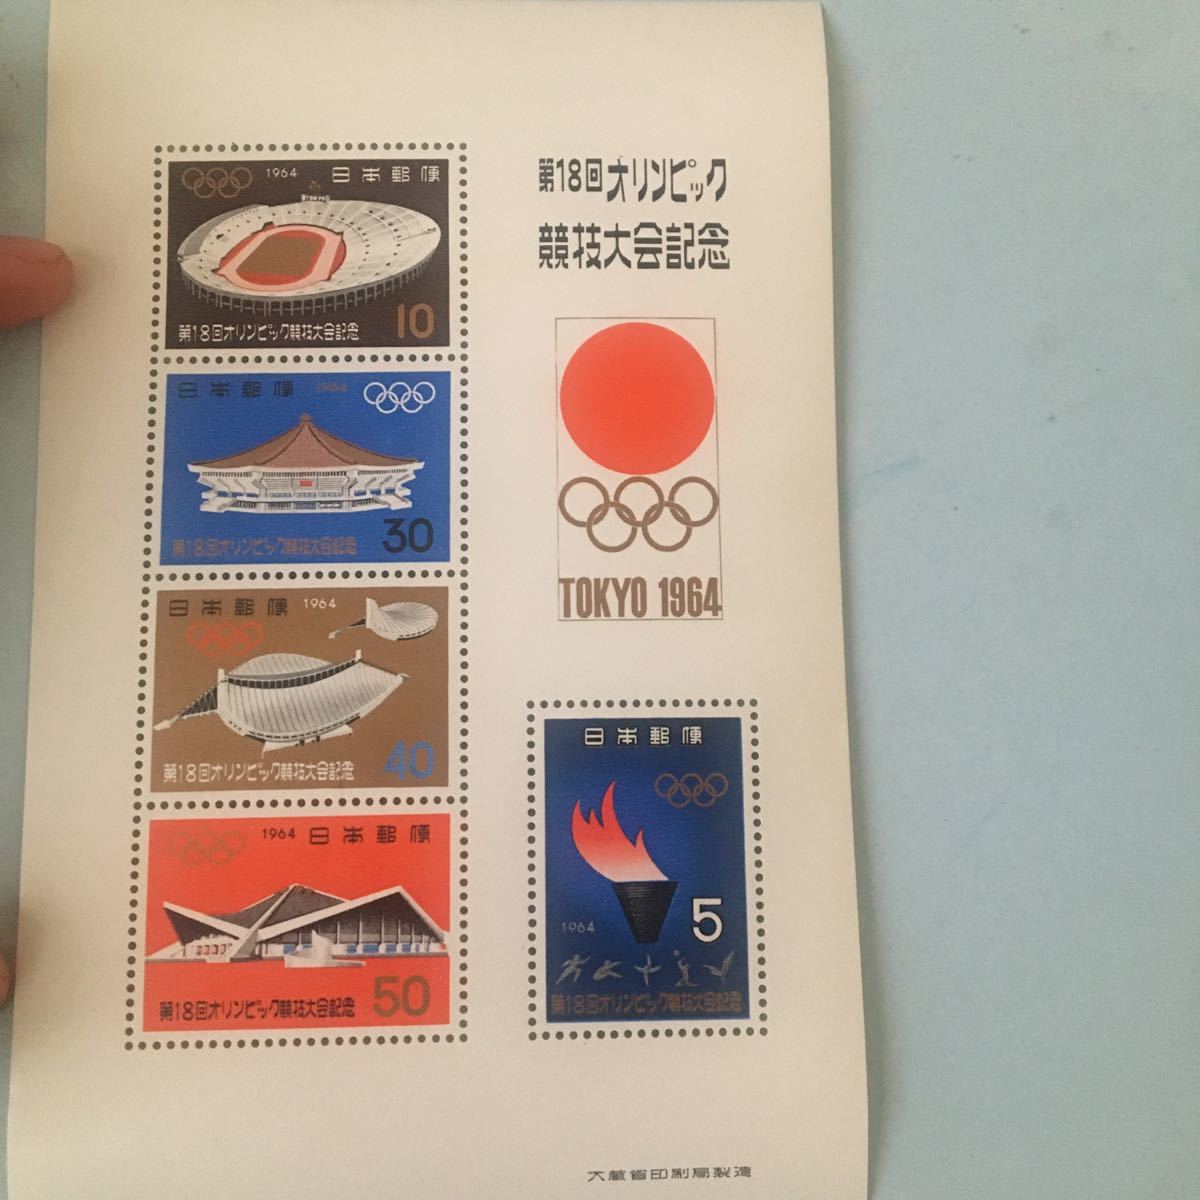 1964 日本郵便
TOKYO
10
第18回オリンピック競技大会記念
日本郵便 1964
30
第18回オリンピック競技大会記念
日本郵便 1964
40
第18回オリンピック競技大会記念
1964 日本郵便
50
第18回オリンピック競技大会記念
第18回オリンピック
競技大会記念
TOKYO 1964
日本郵便
1964
5
第18回オリンピック競技大会記念
大蔵省印刷局製造